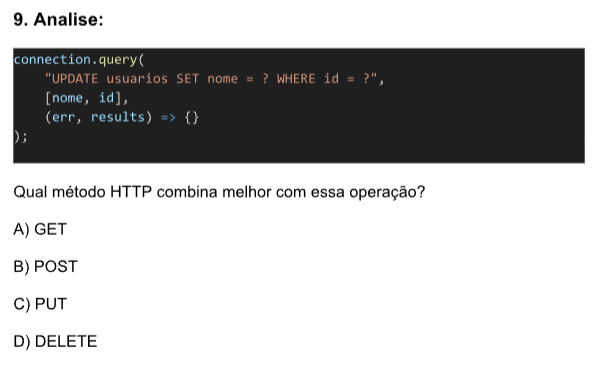 9. Analise:
connection.query(
"UPDATE usuarios SET nome = ? WHERE id = ?",
[nome, id],
(err, results) => {}
);
Qual método HTTP combina melhor com essa operação?
A) GET
B) POST
C) PUT
D) DELETE